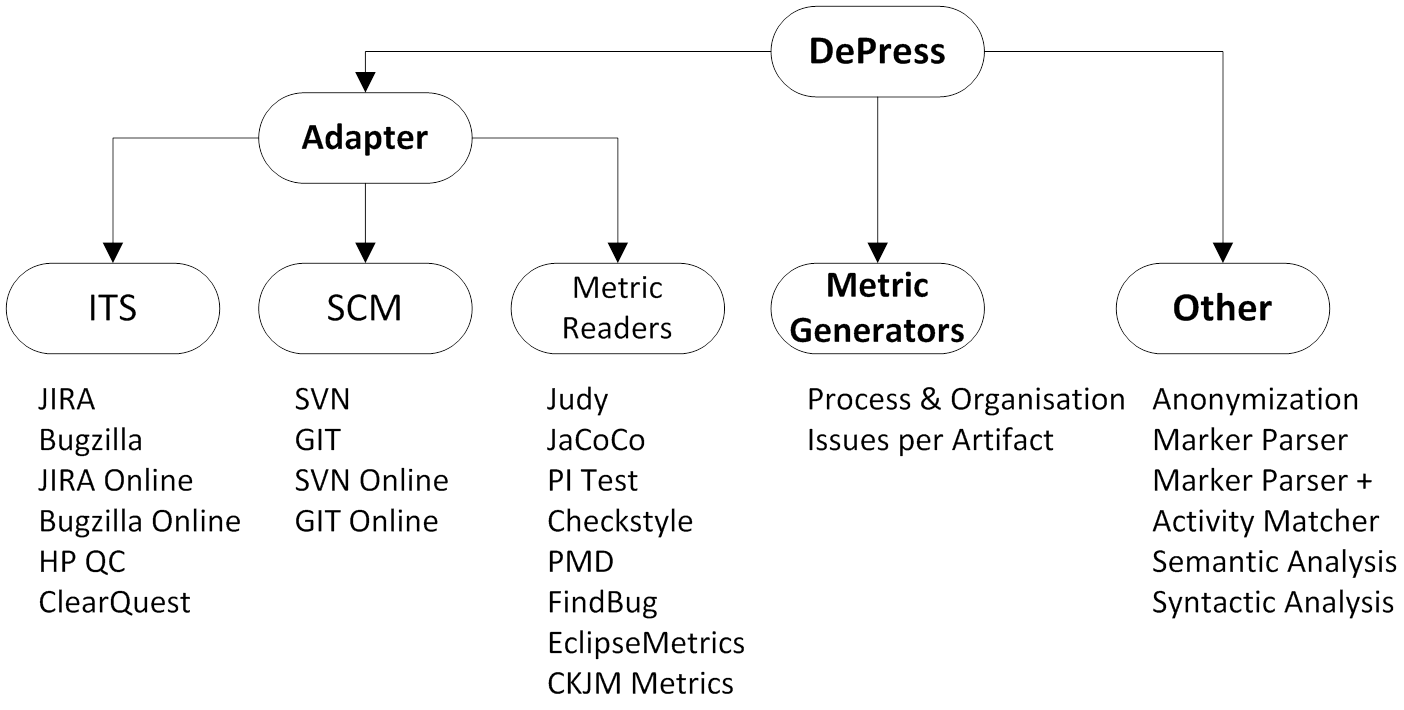 DePress
Adapter
ITS
SCM
Metric
Readers
Metric
Generators
Other
JIRA
Bugzilla
JIRA Online
Bugzilla Online
HP QC
ClearQuest
SVN
GIT
SVN Online
GIT Online
Judy
JaCoCo
PI Test
Checkstyle
PMD
FindBug
EclipseMetrics
CKJM Metrics
Process & Organisation
Issues per Artifact
Anonymization
Marker Parser
Marker Parser +
Activity Matcher
Semantic Analysis
Syntactic Analysis